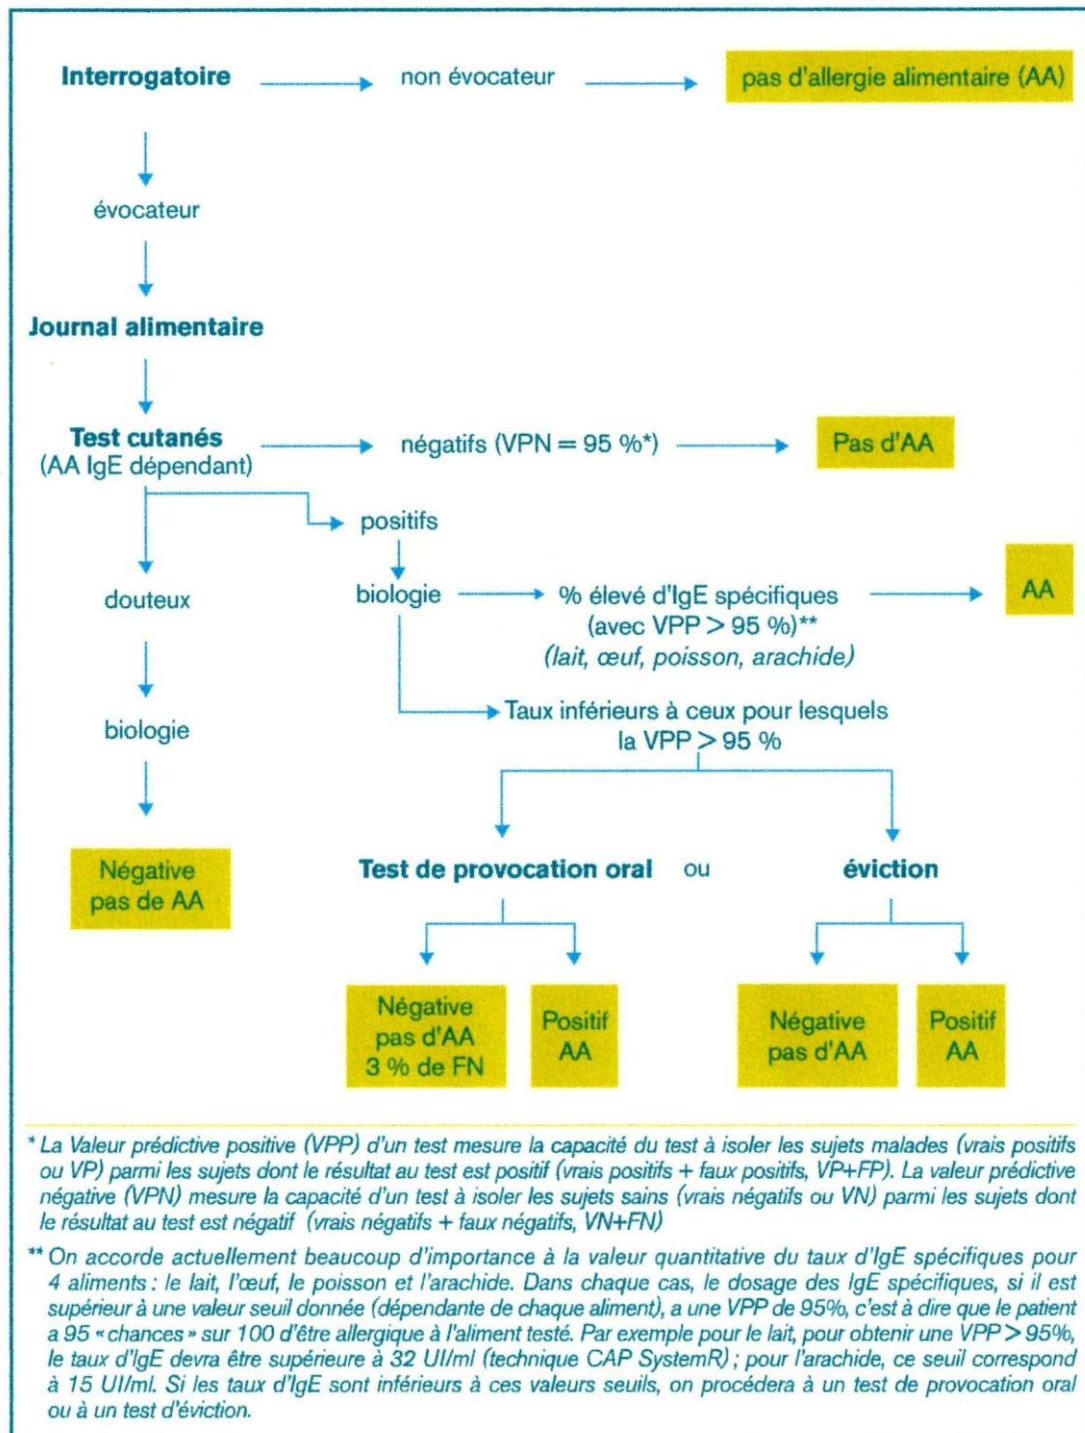 Interrogatoire
non évocateur
pas d'allergie alimentaire (AA)
évocateur
Journal alimentaire
Test cutanés
(AA IgE dépendant)
négatifs (VPN = 95 %*)
Pas d'AA
positifs
douteux
biologie
% élevé d'IgE spécifiques
(avec VPP > 95 %)**
(lait, œuf, poisson, arachide)
AA
Taux inférieurs à ceux pour lesquels
la VPP > 95 %
biologie
Négative
pas de AA
Test de provocation oral ou éviction
Négative
pas d'AA
3 % de FN
Positif
AA
Négative
pas d'AA
Positif
AA
* La Valeur prédictive positive (VPP) d'un test mesure la capacité du test à isoler les sujets malades (vrais positifs
ou VP) parmi les sujets dont le résultat au test est positif (vrais positifs + faux positifs, VP+FP). La valeur prédictive
négative (VPN) mesure la capacité d'un test à isoler les sujets sains (vrais négatifs ou VN) parmi les sujets dont
le résultat au test est négatif (vrais négatifs + faux négatifs, VN+FN)
** On accorde actuellement beaucoup d'importance à la valeur quantitative du taux d'IgE spécifiques pour
4 aliments : le lait, l'œuf, le poisson et l'arachide. Dans chaque cas, le dosage des IgE spécifiques, si il est
supérieur à une valeur seuil donnée (dépendante de chaque aliment), a une VPP de 95%, c'est à dire que le patient
a 95 «chances» sur 100 d'être allergique à l'aliment testé. Par exemple pour le lait, pour obtenir une VPP > 95%,
le taux d'IgE devra être supérieure à 32 UI/ml (technique CAP SystemR) ; pour l'arachide, ce seuil correspond
à 15 UI/ml. Si les taux d'IgE sont inférieurs à ces valeurs seuils, on procédera à un test de provocation oral
ou à un test d'éviction.